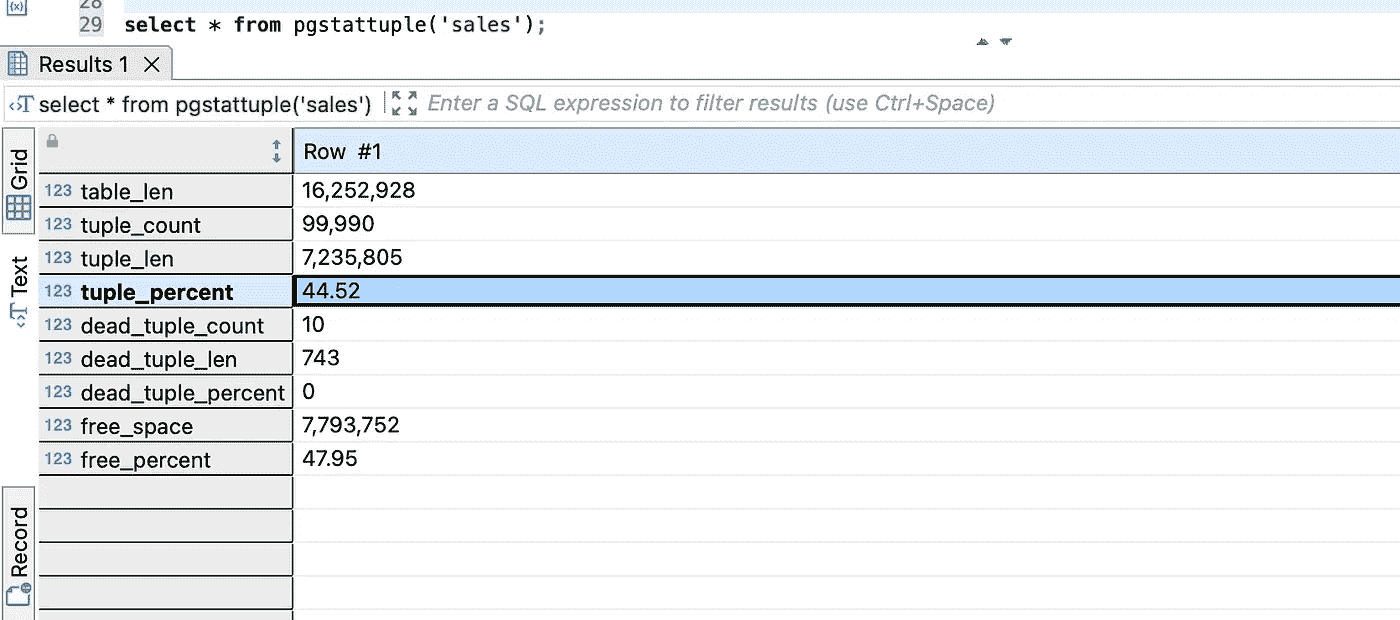 28
29 select * from pgstattuple('sales');
Results 1
select * from pgstattuple('sales') Enter a SQL expression to filter results (use Ctrl+Space)
Grid
Text
Record
Row #1
123 table_len 16,252,928
123 tuple_count 99,990
123 tuple_len 7,235,805
123 tuple_percent 44.52
123 dead_tuple_count 10
123 dead_tuple_len 743
123 dead_tuple_percent 0
123 free_space 7,793,752
123 free_percent 47.95